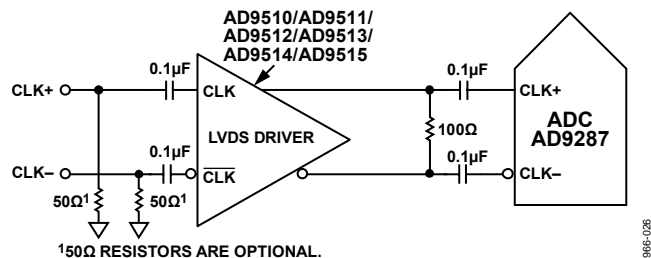 AD9510/AD9511/
AD9512/AD9513/
AD9514/AD9515
0.1µF
0.1µF
CLK+
CLK
CLK+
ADC
AD9287
LVDS DRIVER
100Ω
0.1µF
0.1µF
CLK–
CLK
CLK–
50Ω1
50Ω1
150Ω RESISTORS ARE OPTIONAL.
966-026